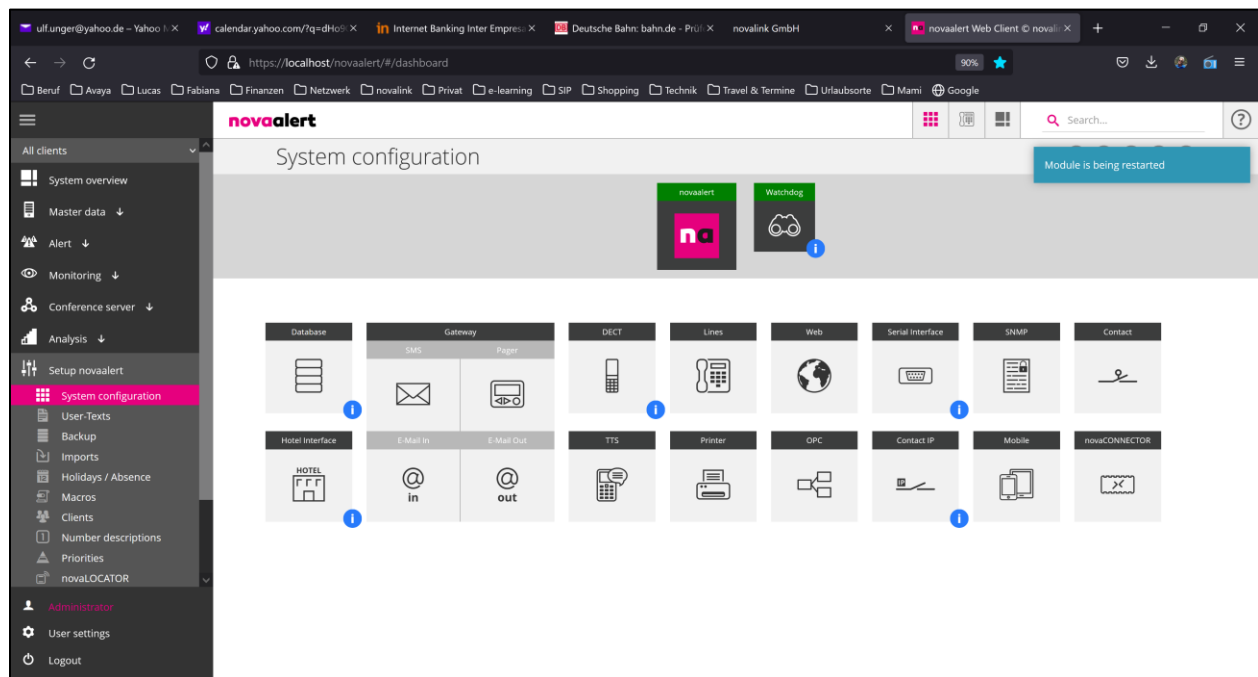 ulf.unger@yahoo.de – Yahoo
calendar.yahoo.com/?q=dHo9
Internet Banking Inter Empresa
Deutsche Bahn: bahn.de - Prüf
novalink GmbH
novaalert Web Client © novalin
https://localhost/novaalert/#/dashboard
90%
Beruf Avaya Lucas Fabiana Finanzen Netzwerk novalink Privat e-learning SIP Shopping Technik Travel & Termine Urlaubsorte Mami Google
novaalert
Search...
?
All clients
System configuration
Module is being restarted
System overview
Master data
Alert
Monitoring
Conference server
Analysis
Setup novaalert
System configuration
User-Texts
Backup
Imports
Holidays / Absence
Macros
Clients
Number descriptions
Priorities
novaLOCATOR
Administrator
User settings
Logout
novaalert
na
Watchdog
i
Database
i
Gateway
SMS
Pager
DECT
i
Lines
Web
Serial Interface
i
SNMP
Contact
Hotel Interface
HOTEL
i
E-Mail In
in
E-Mail Out
out
TTS
Printer
OPC
Contact IP
IP
i
Mobile
novaCONNECTOR